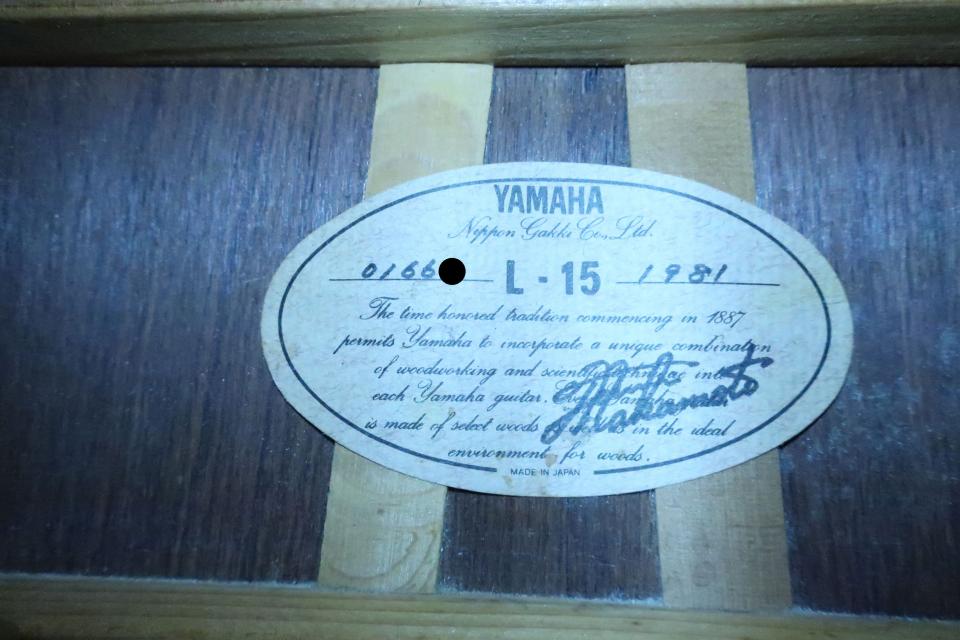 YAMAHA
Nippon Gakki Co., Ltd.
0166 L - 15 1981
The time honored tradition commencing in 1887
permits Yamaha to incorporate a unique combination
of woodworking and into
each Yamaha guitar. Yamaha
is made of select woods in the ideal
environment for woods.
MADE IN JAPAN